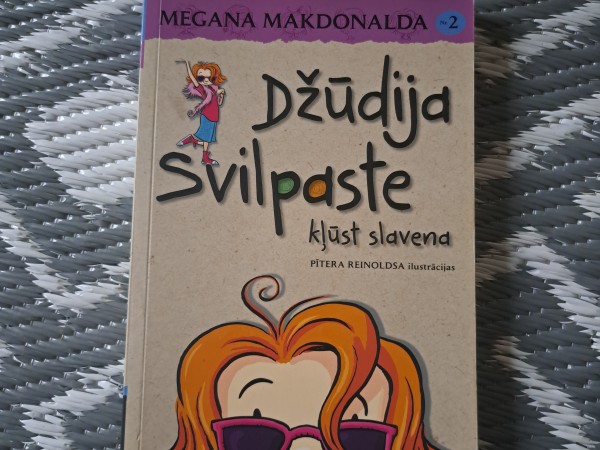 MEGANA MAKDONALDA Nr. 2
Džūdija
Svilpaste
kļūst slavena
PĪTERA REINOLDSA ilustrācijas